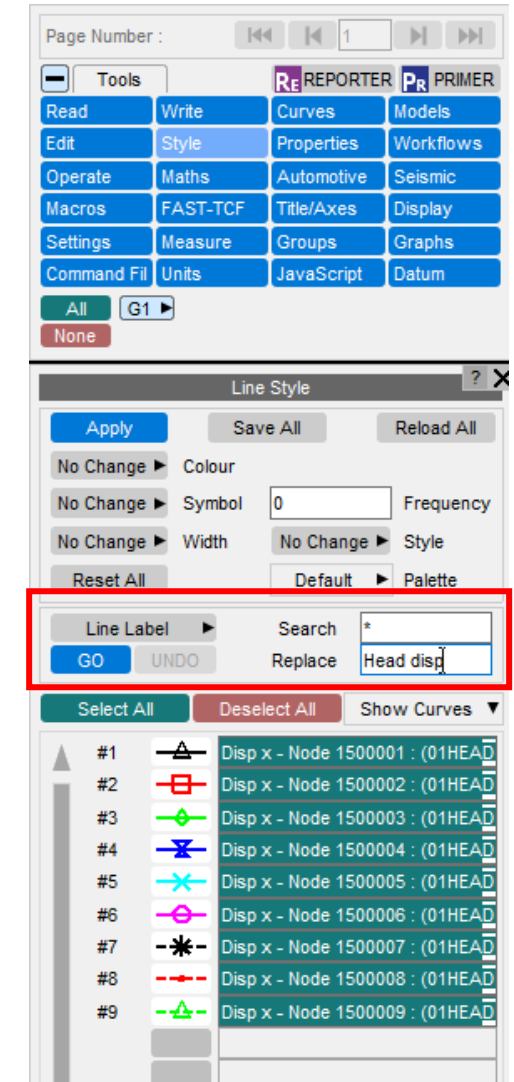 Page Number : 1
Tools RE REPORTER PR PRIMER
Read Write Curves Models
Edit Style Properties Workflows
Operate Maths Automotive Seismic
Macros FAST-TCF Title/Axes Display
Settings Measure Groups Graphs
Command Fil Units JavaScript Datum
All G1
None
Line Style ? X
Apply Save All Reload All
No Change Colour
No Change Symbol 0 Frequency
No Change Width No Change Style
Reset All Default Palette
Line Label Search *
GO UNDO Replace Head disp
Select All Deselect All Show Curves
#1 Disp x - Node 1500001 : (01HEAD
#2 Disp x - Node 1500002 : (01HEAD
#3 Disp x - Node 1500003 : (01HEAD
#4 Disp x - Node 1500004 : (01HEAD
#5 Disp x - Node 1500005 : (01HEAD
#6 Disp x - Node 1500006 : (01HEAD
#7 Disp x - Node 1500007 : (01HEAD
#8 Disp x - Node 1500008 : (01HEAD
#9 Disp x - Node 1500009 : (01HEAD